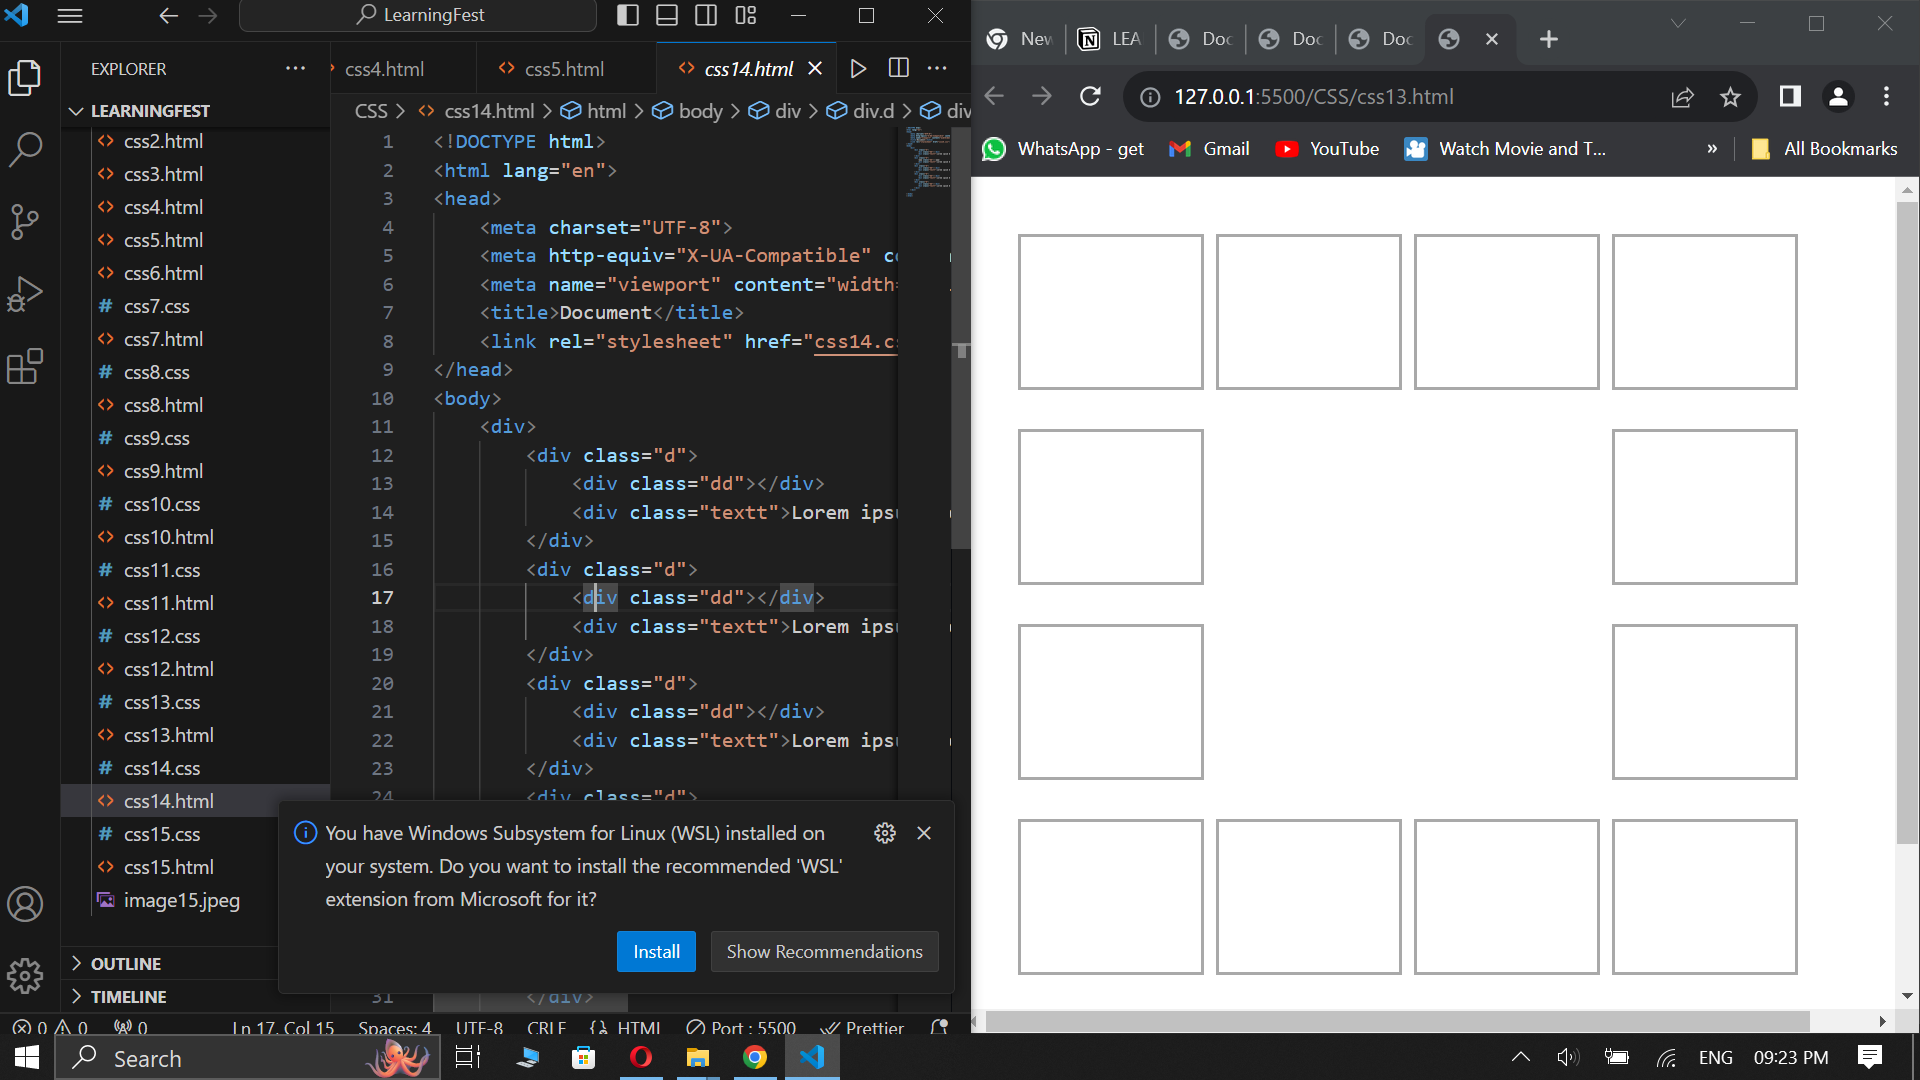 LearningFest
EXPLORER
css4.html
css5.html
css14.html
LEARNINGFEST
css2.html
css3.html
css4.html
css5.html
css6.html
css7.css
css7.html
css8.css
css8.html
css9.css
css9.html
css10.css
css10.html
css11.css
css11.html
css12.css
css12.html
css13.css
css13.html
css14.css
css14.html
css15.css
css15.html
image15.jpeg
OUTLINE
TIMELINE
CSS > css14.html > html > body > div > div.d > div
1 <!DOCTYPE html>
2 <html lang="en">
3 <head>
4 <meta charset="UTF-8">
5 <meta http-equiv="X-UA-Compatible" co
6 <meta name="viewport" content="width=
7 <title>Document</title>
8 <link rel="stylesheet" href="css14.cs
9 </head>
10 <body>
11 <div>
12 <div class="d">
13 <div class="dd"></div>
14 <div class="textt">Lorem ipsu
15 </div>
16 <div class="d">
17 <div class="dd"></div>
18 <div class="textt">Lorem ipsu
19 </div>
20 <div class="d">
21 <div class="dd"></div>
22 <div class="textt">Lorem ipsu
23 </div>
24 <div class="d">
31 </div>
You have Windows Subsystem for Linux (WSL) installed on
your system. Do you want to install the recommended 'WSL'
extension from Microsoft for it?
Install
Show Recommendations
0 0 0 Ln 17, Col 15 Spaces: 4 UTF-8 CRLF {} HTML Port : 5500 Prettier
New
LEA
Doc
Doc
Doc
127.0.0.1:5500/CSS/css13.html
WhatsApp - get
Gmail
YouTube
Watch Movie and T...
»
All Bookmarks
Search
ENG
09:23 PM